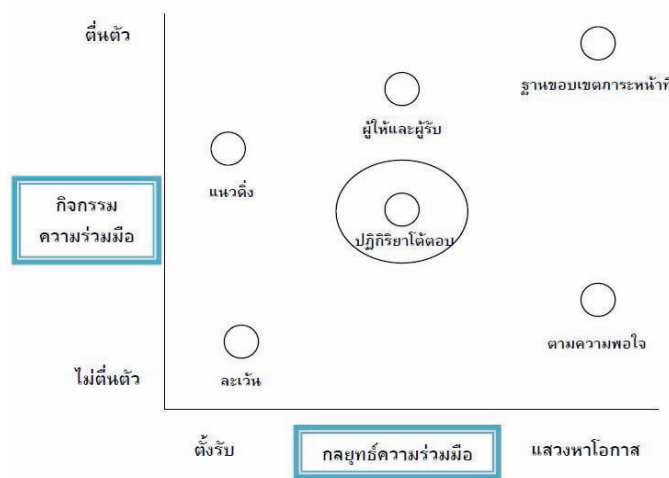 ตื่นตัว
ฐานขอบเขตภาระหน้าที่
ผู้ให้และผู้รับ
แนวดิ่ง
กิจกรรม
ความร่วมมือ
ปฏิกิริยาโต้ตอบ
ตามความพอใจ
ไม่ตื่นตัว
ละเว้น
ตั้งรับ
กลยุทธ์ความร่วมมือ
แสวงหาโอกาส